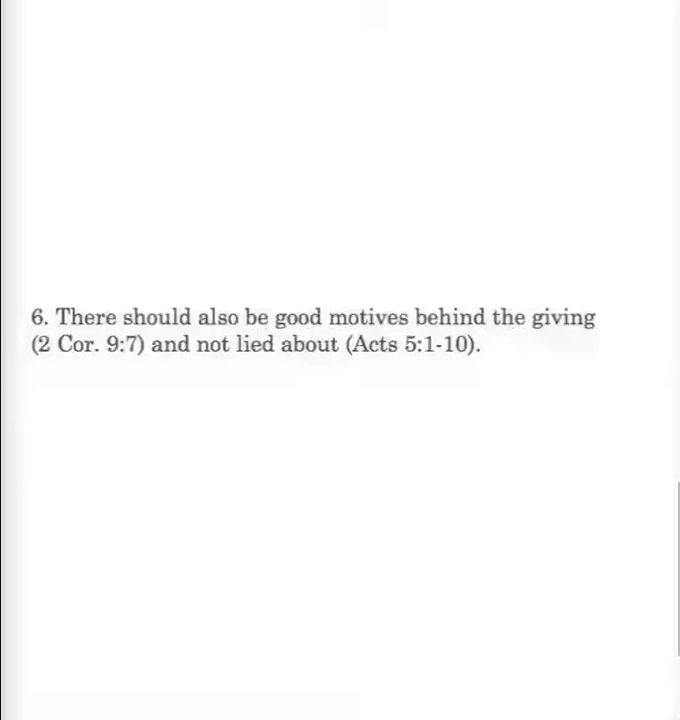 6. There should also be good motives behind the giving
(2 Cor. 9:7) and not lied about (Acts 5:1-10).